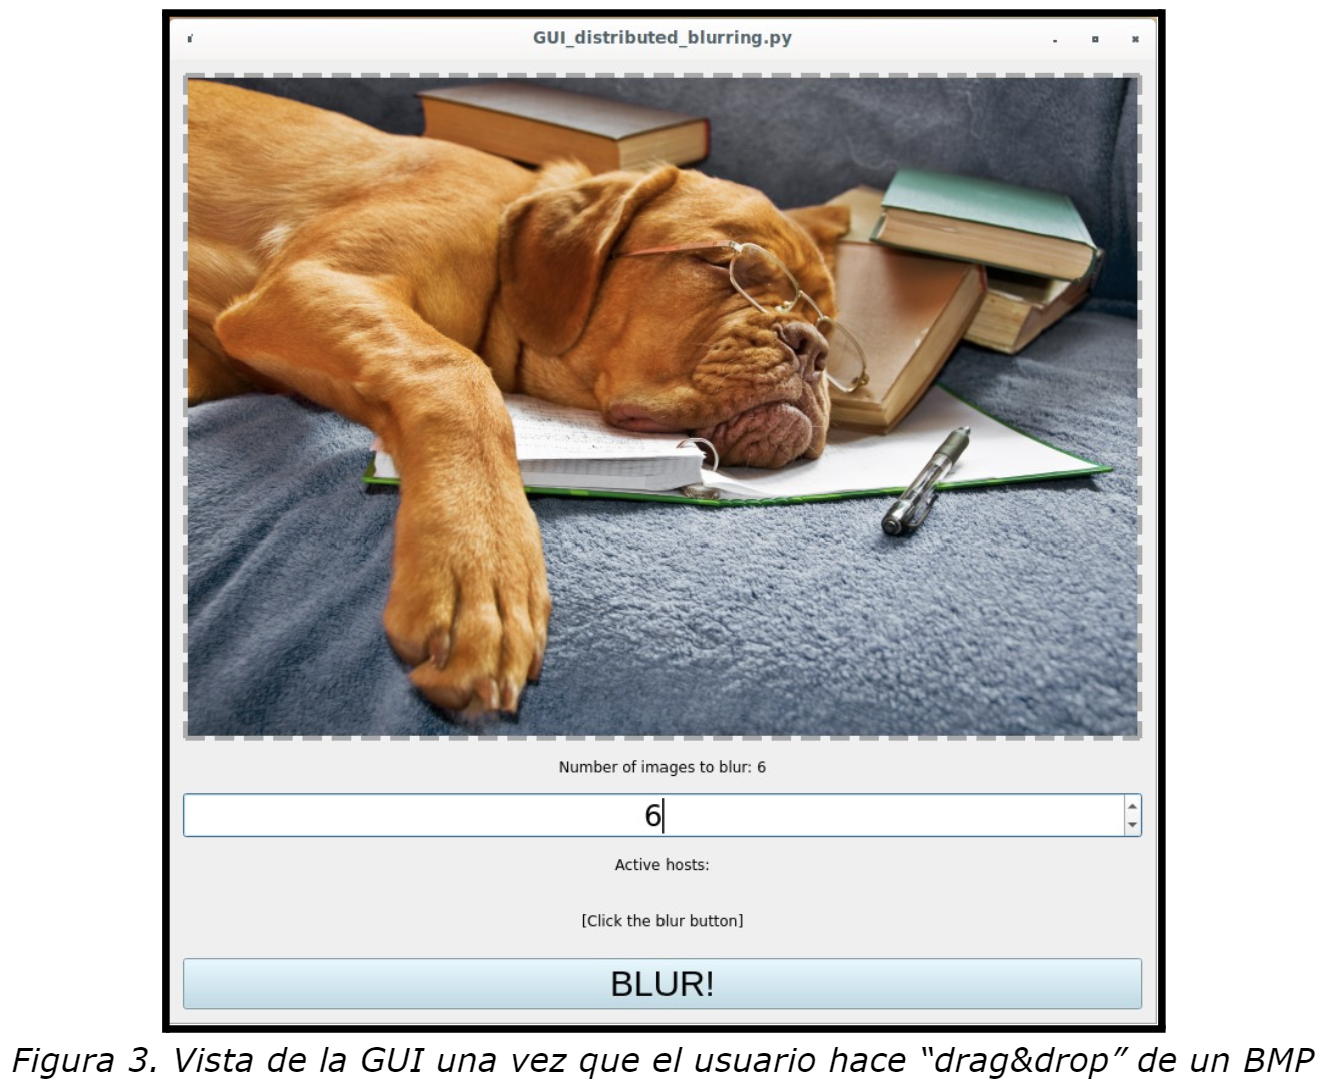 GUI_distributed_blurring.py
Number of images to blur: 6
6
Active hosts:
[Click the blur button]
BLUR!
Figura 3. Vista de la GUI una vez que el usuario hace “drag&drop” de un BMP